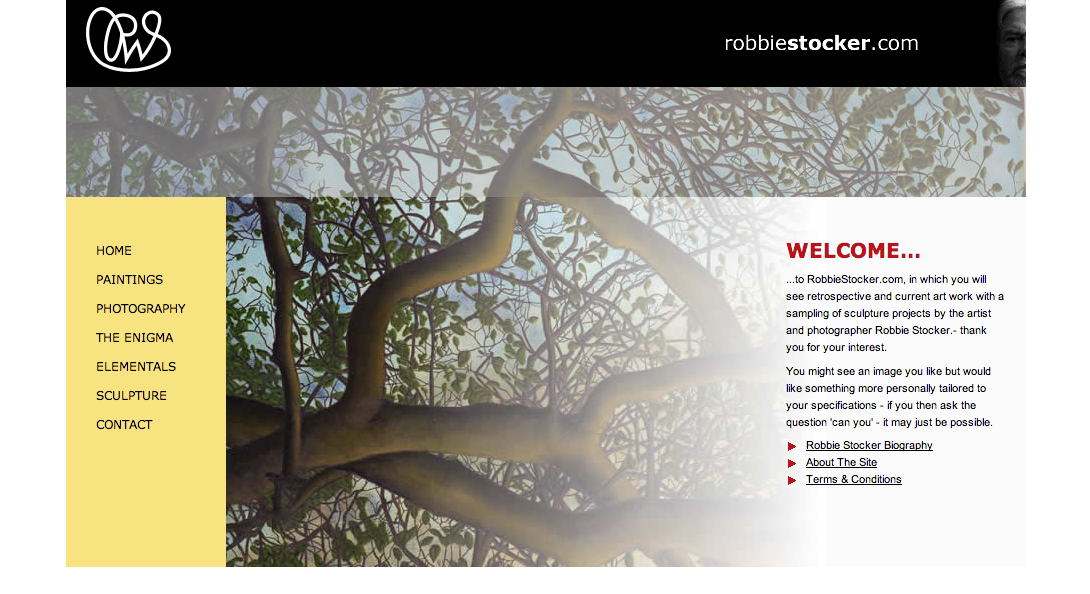 robbiestocker.com
HOME
PAINTINGS
PHOTOGRAPHY
THE ENIGMA
ELEMENTALS
SCULPTURE
CONTACT
WELCOME...
...to RobbieStocker.com, in which you will
see retrospective and current art work with a
sampling of sculpture projects by the artist
and photographer Robbie Stocker.- thank
you for your interest.
You might see an image you like but would
like something more personally tailored to
your specifications - if you then ask the
question 'can you' - it may just be possible.
Robbie Stocker Biography
About The Site
Terms & Conditions